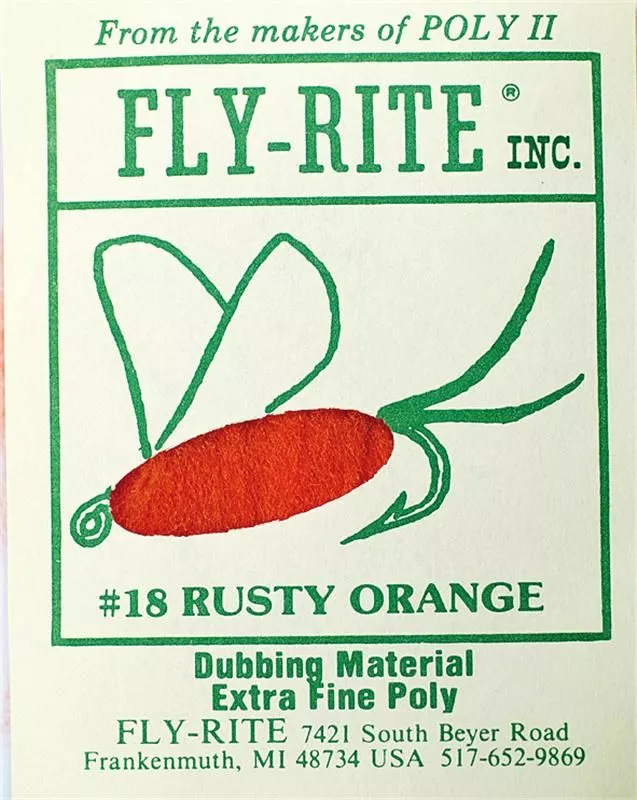 From the makers of POLY II
FLY-RITE® INC.
#18 RUSTY ORANGE
Dubbing Material
Extra Fine Poly
FLY-RITE 7421 South Beyer Road
Frankenmuth, MI 48734 USA 517-652-9869